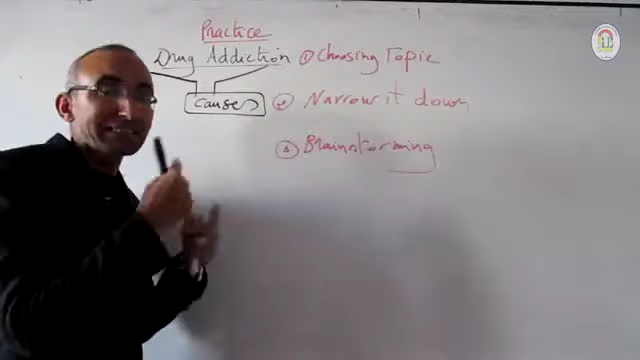 Practice
Drug Addiction ① Choosing Topic
Causes ② Narrow it down
③ Brainstorming